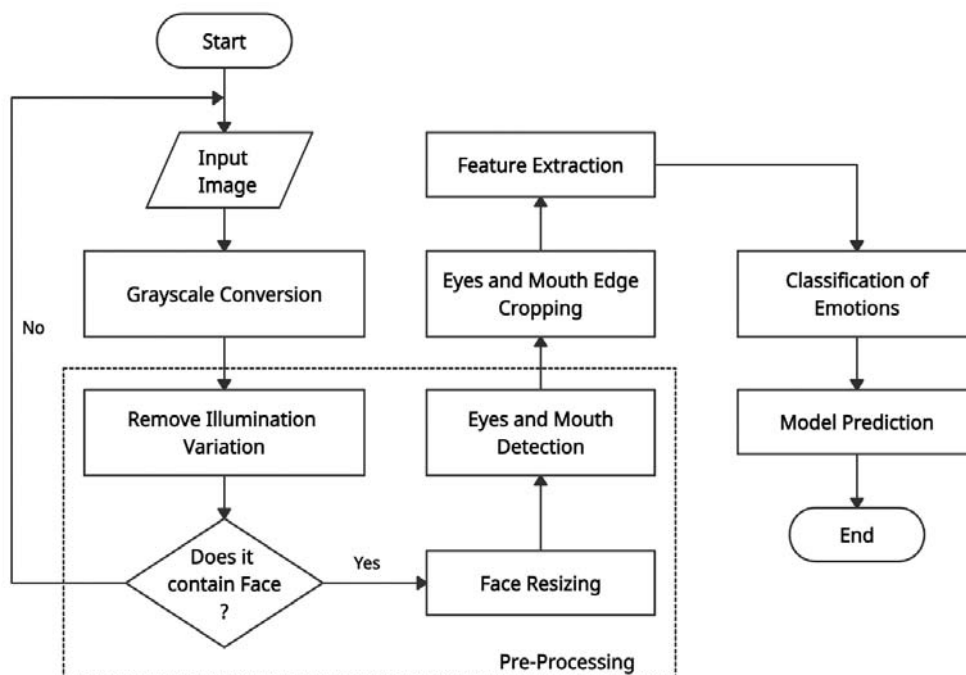 Start
Input
Image
Grayscale Conversion
No
Remove Illumination
Variation
Does it
contain Face
?
Yes
Face Resizing
Eyes and Mouth
Detection
Eyes and Mouth Edge
Cropping
Feature Extraction
Classification of
Emotions
Model Prediction
End
Pre-Processing